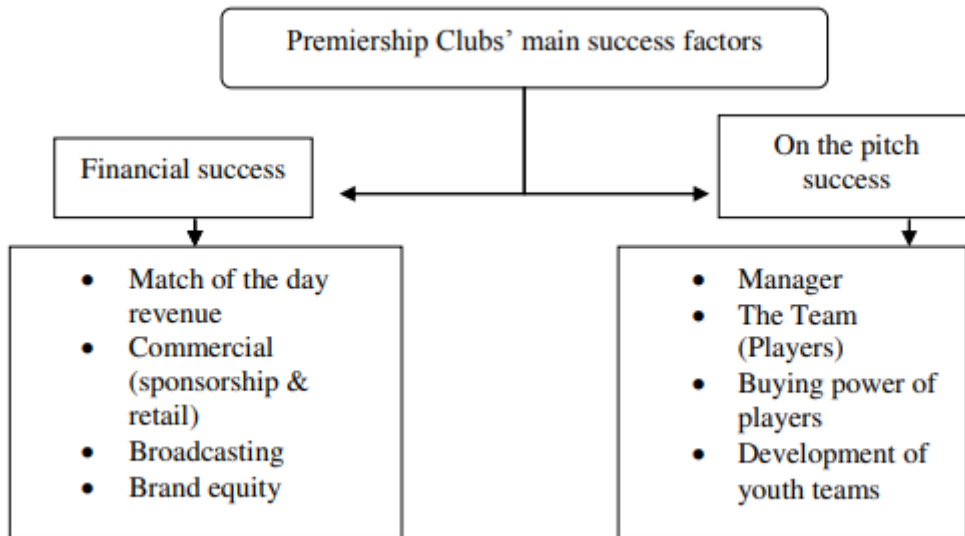 Premiership Clubs' main success factors
Financial success
On the pitch
success
• Match of the day
revenue
• Commercial
(sponsorship &
retail)
• Broadcasting
• Brand equity
• Manager
• The Team
(Players)
• Buying power of
players
• Development of
youth teams